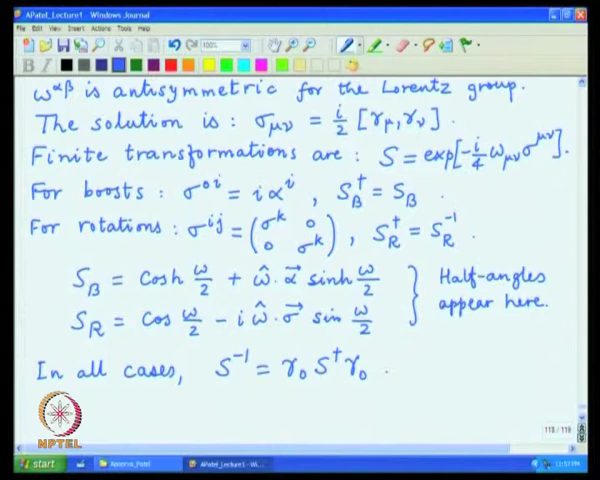 APatel_Lecture1 - Windows Journal
File Edit View Insert Actions Tools Help
100%
B I
ω^{αβ} is antisymmetric for the Lorentz group.
The solution is : σ_{μν} = i/2 [γ_μ, γ_ν] .
Finite transformations are : S = exp[-i/4 ω_{μν} σ^{μν}] .
For boosts : σ^{0i} = i α^i , S_B^† = S_B .
For rotations : σ^{ij} = (σ^k 0 0 σ^k) , S_R^† = S_R^{-1} .
S_B = cosh ω/2 + ω̂ . α⃗ sinh ω/2
S_R = cos ω/2 - i ω̂ . σ⃗ sin ω/2
} Half-angles appear here.
In all cases, S^{-1} = γ_0 S^† γ_0 .
NPTEL
118 / 118
start Apoorva_Patel APatel_Lecture1 - Wi...